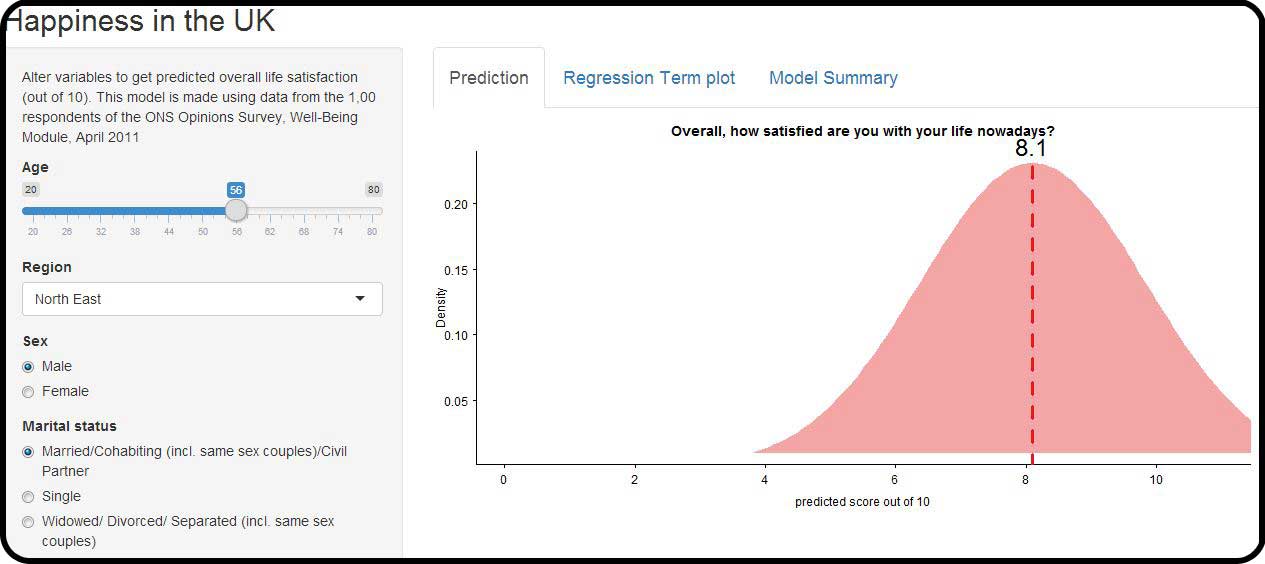 Happiness in the UK
Alter variables to get predicted overall life satisfaction
(out of 10). This model is made using data from the 1,00
respondents of the ONS Opinions Survey, Well-Being
Module, April 2011
Age
20 56 80
20 26 32 38 44 50 56 62 68 74 80
Region
North East
Sex
Male
Female
Marital status
Married/Cohabiting (incl. same sex couples)/Civil
Partner
Single
Widowed/ Divorced/ Separated (incl. same sex
couples)
Prediction Regression Term plot Model Summary
Overall, how satisfied are you with your life nowadays?
8.1
Density
0.20
0.15
0.10
0.05
0 2 4 6 8 10
predicted score out of 10